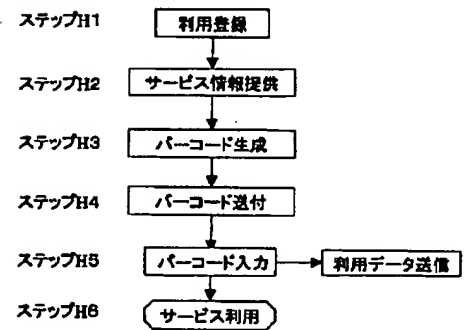 ステップH1 利用登録
ステップH2 サービス情報提供
ステップH3 バーコード生成
ステップH4 バーコード送付
ステップH5 バーコード入力 利用データ送信
ステップH6 サービス利用